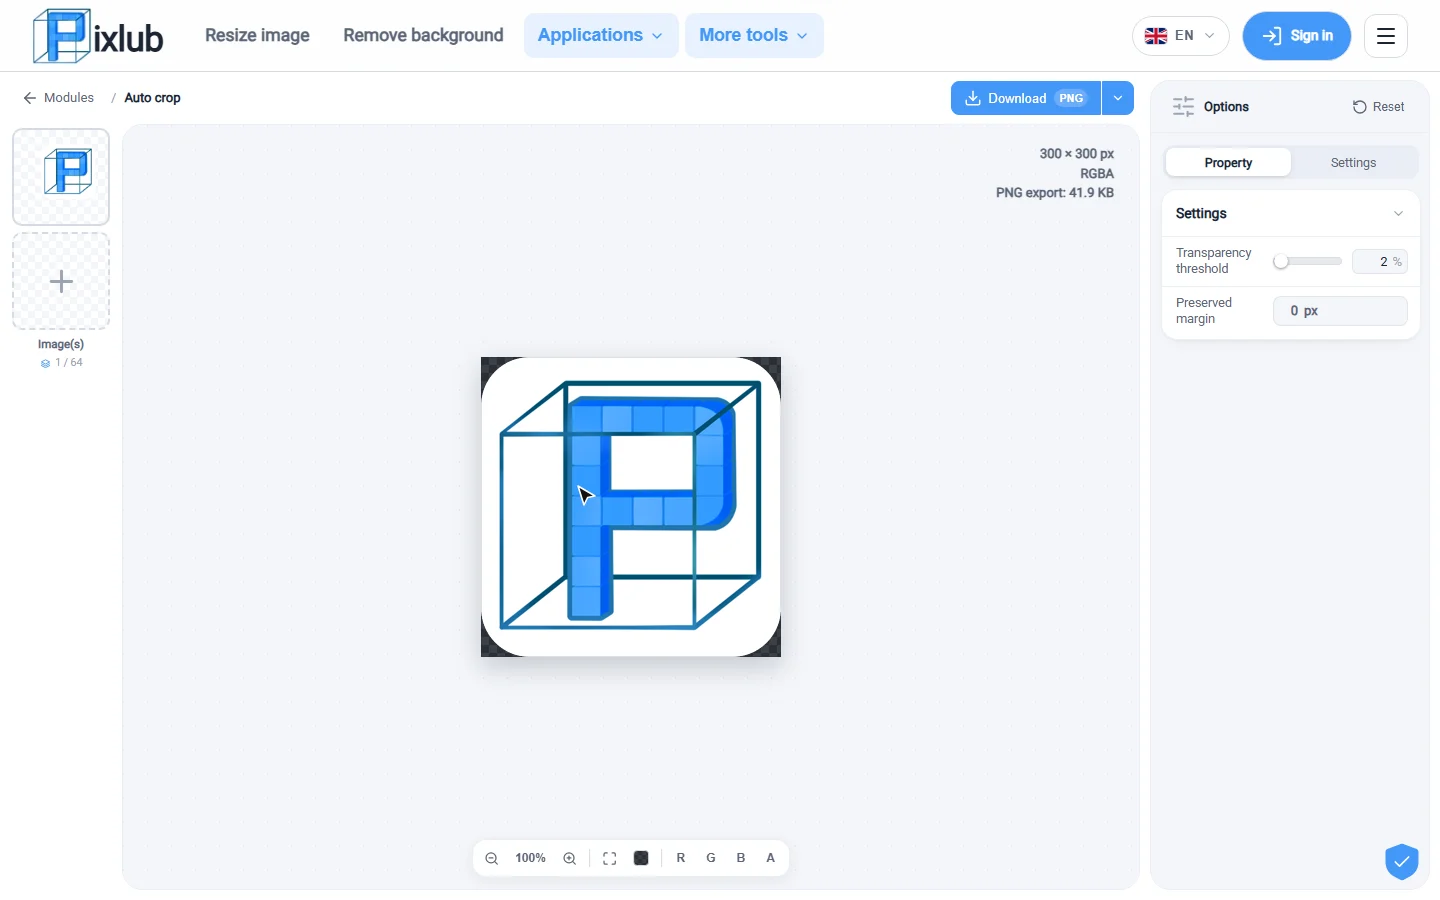 Pixlub
Resize image
Remove background
Applications
More tools
EN
Sign in
Modules / Auto crop
Download PNG
Options
Reset
300 × 300 px
RGBA
PNG export: 41.9 KB
Property
Settings
Settings
Transparency
threshold
2 %
Preserved
margin
0 px
P
P
Image(s)
1 / 64
100%
R
G
B
A